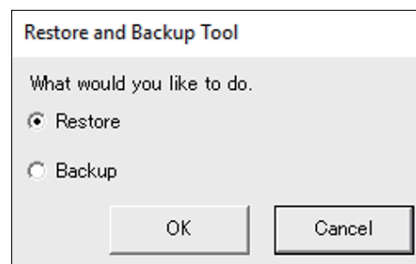 Restore and Backup Tool
What would you like to do.
Restore
Backup
OK Cancel